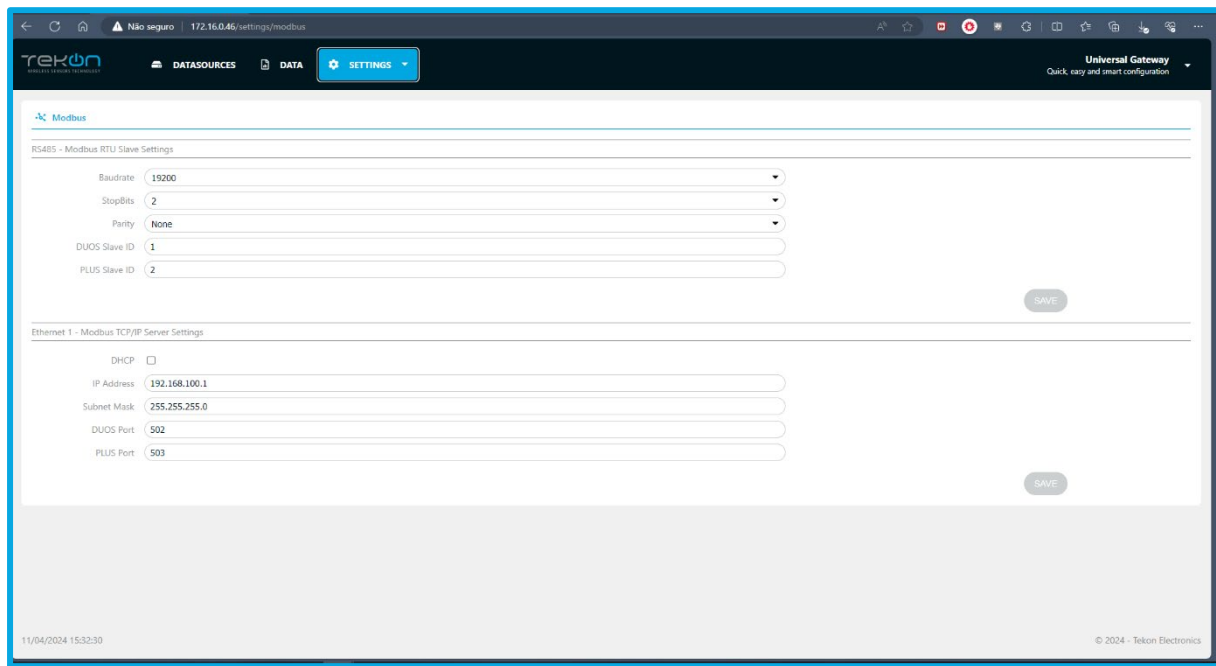 Não seguro | 172.16.0.46/settings/modbus
TEKON
WIRELESS SENSORS TECHNOLOGY
DATASOURCES
DATA
SETTINGS
Universal Gateway
Quick, easy and smart configuration
Modbus
RS485 - Modbus RTU Slave Settings
Baudrate 19200
StopBits 2
Parity None
DUOS Slave ID 1
PLUS Slave ID 2
SAVE
Ethernet 1 - Modbus TCP/IP Server Settings
DHCP
IP Address 192.168.100.1
Subnet Mask 255.255.255.0
DUOS Port 502
PLUS Port 503
SAVE
11/04/2024 15:32:30
© 2024 - Tekon Electronics